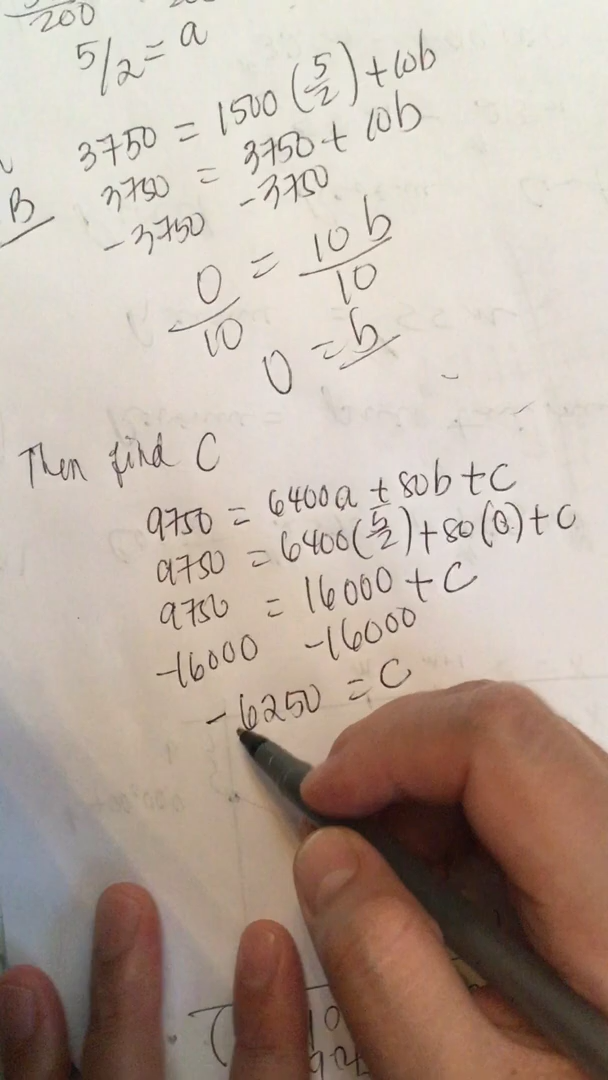 200
5/2 = a
3750 = 1500 (5/2) + 10b
B 3750 = 3750 + 10b
-3750 -3750
0/10 = 10b/10
0 = b
Then find C
9750 = 6400a + 80b + C
9750 = 6400(5/2) + 80(0) + C
9750 = 16000 + C
-16000 -16000
-6250 = C